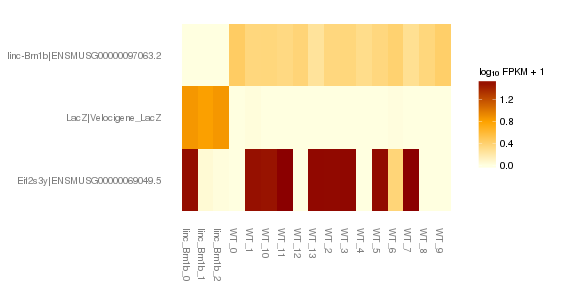 linc-Brn1b|ENSMUSG00000097063.2
LacZ|Velocigene_LacZ
Eif2s3y|ENSMUSG00000069049.5
log₁₀ FPKM + 1
1.2
0.8
0.4
0.0
linc_Brn1b_0
linc_Brn1b_1
linc_Brn1b_2
WT_0
WT_1
WT_10
WT_11
WT_12
WT_13
WT_2
WT_3
WT_4
WT_5
WT_6
WT_7
WT_8
WT_9